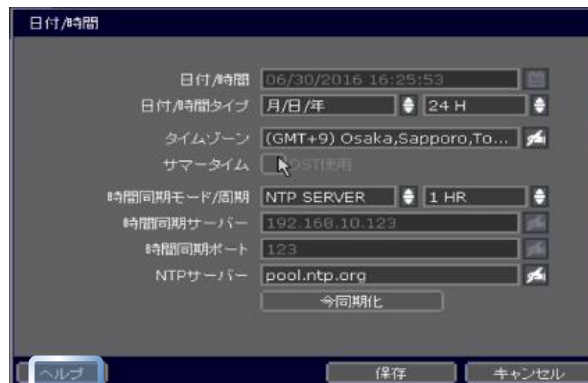 日付/時間
日付/時間 06/30/2016 16:25:53
日付/時間タイプ 月/日/年 24 H
タイムゾーン (GMT+9) Osaka,Sapporo,To...
サマータイム DST使用
時間同期モード/周期 NTP SERVER 1 HR
時間同期サーバー 192.168.10.123
時間同期ポート 123
NTPサーバー pool.ntp.org
今同期化
ヘルプ 保存 キャンセル